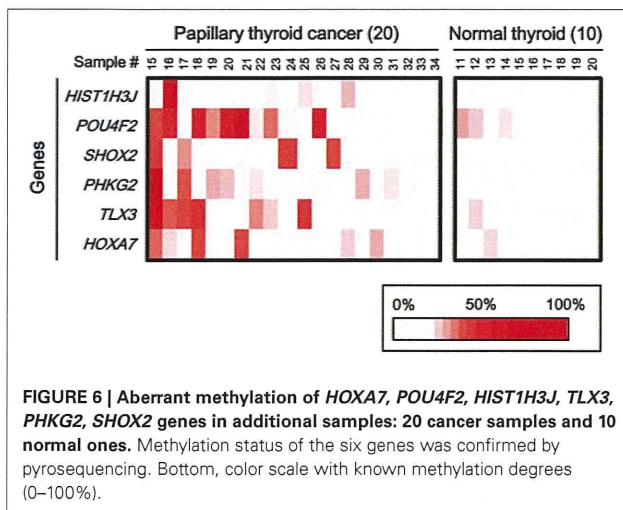 Papillary thyroid cancer (20) Normal thyroid (10)
Sample # 15 16 17 18 19 20 21 22 23 24 25 26 27 28 29 30 31 32 33 34 11 12 13 14 15 16 17 18 19 20
Genes
HIST1H3J
POU4F2
SHOX2
PHKG2
TLX3
HOXA7
0% 50% 100%
FIGURE 6 | Aberrant methylation of HOXA7, POU4F2, HIST1H3J, TLX3,
PHKG2, SHOX2 genes in additional samples: 20 cancer samples and 10
normal ones. Methylation status of the six genes was confirmed by
pyrosequencing. Bottom, color scale with known methylation degrees
(0–100%).